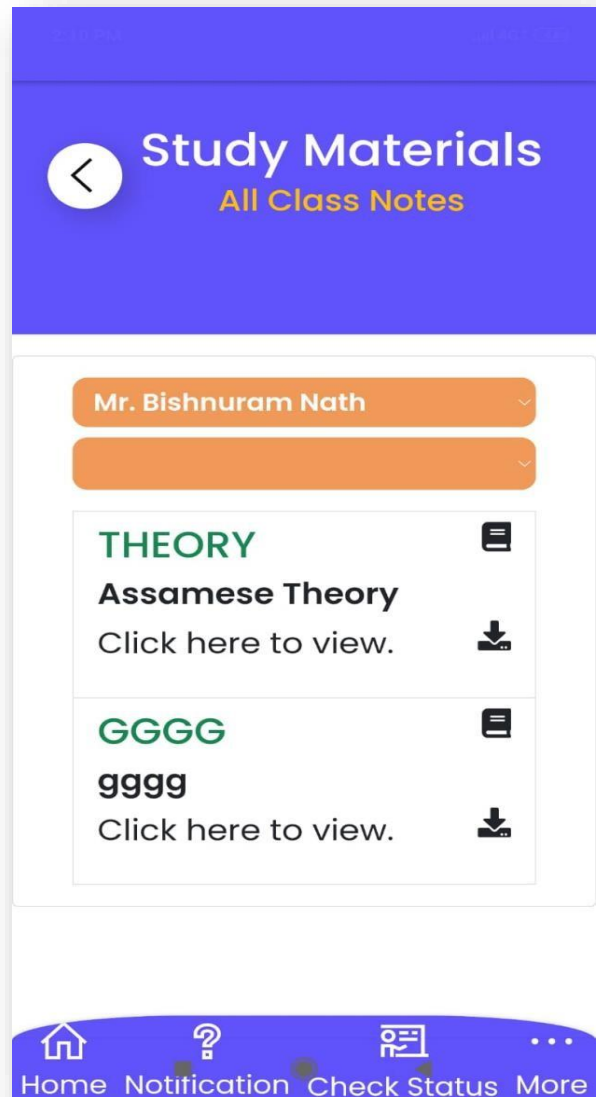 Study Materials
All Class Notes
Mr. Bishnuram Nath
THEORY
Assamese Theory
Click here to view.
GGGG
gggg
Click here to view.
Home Notification Check Status More